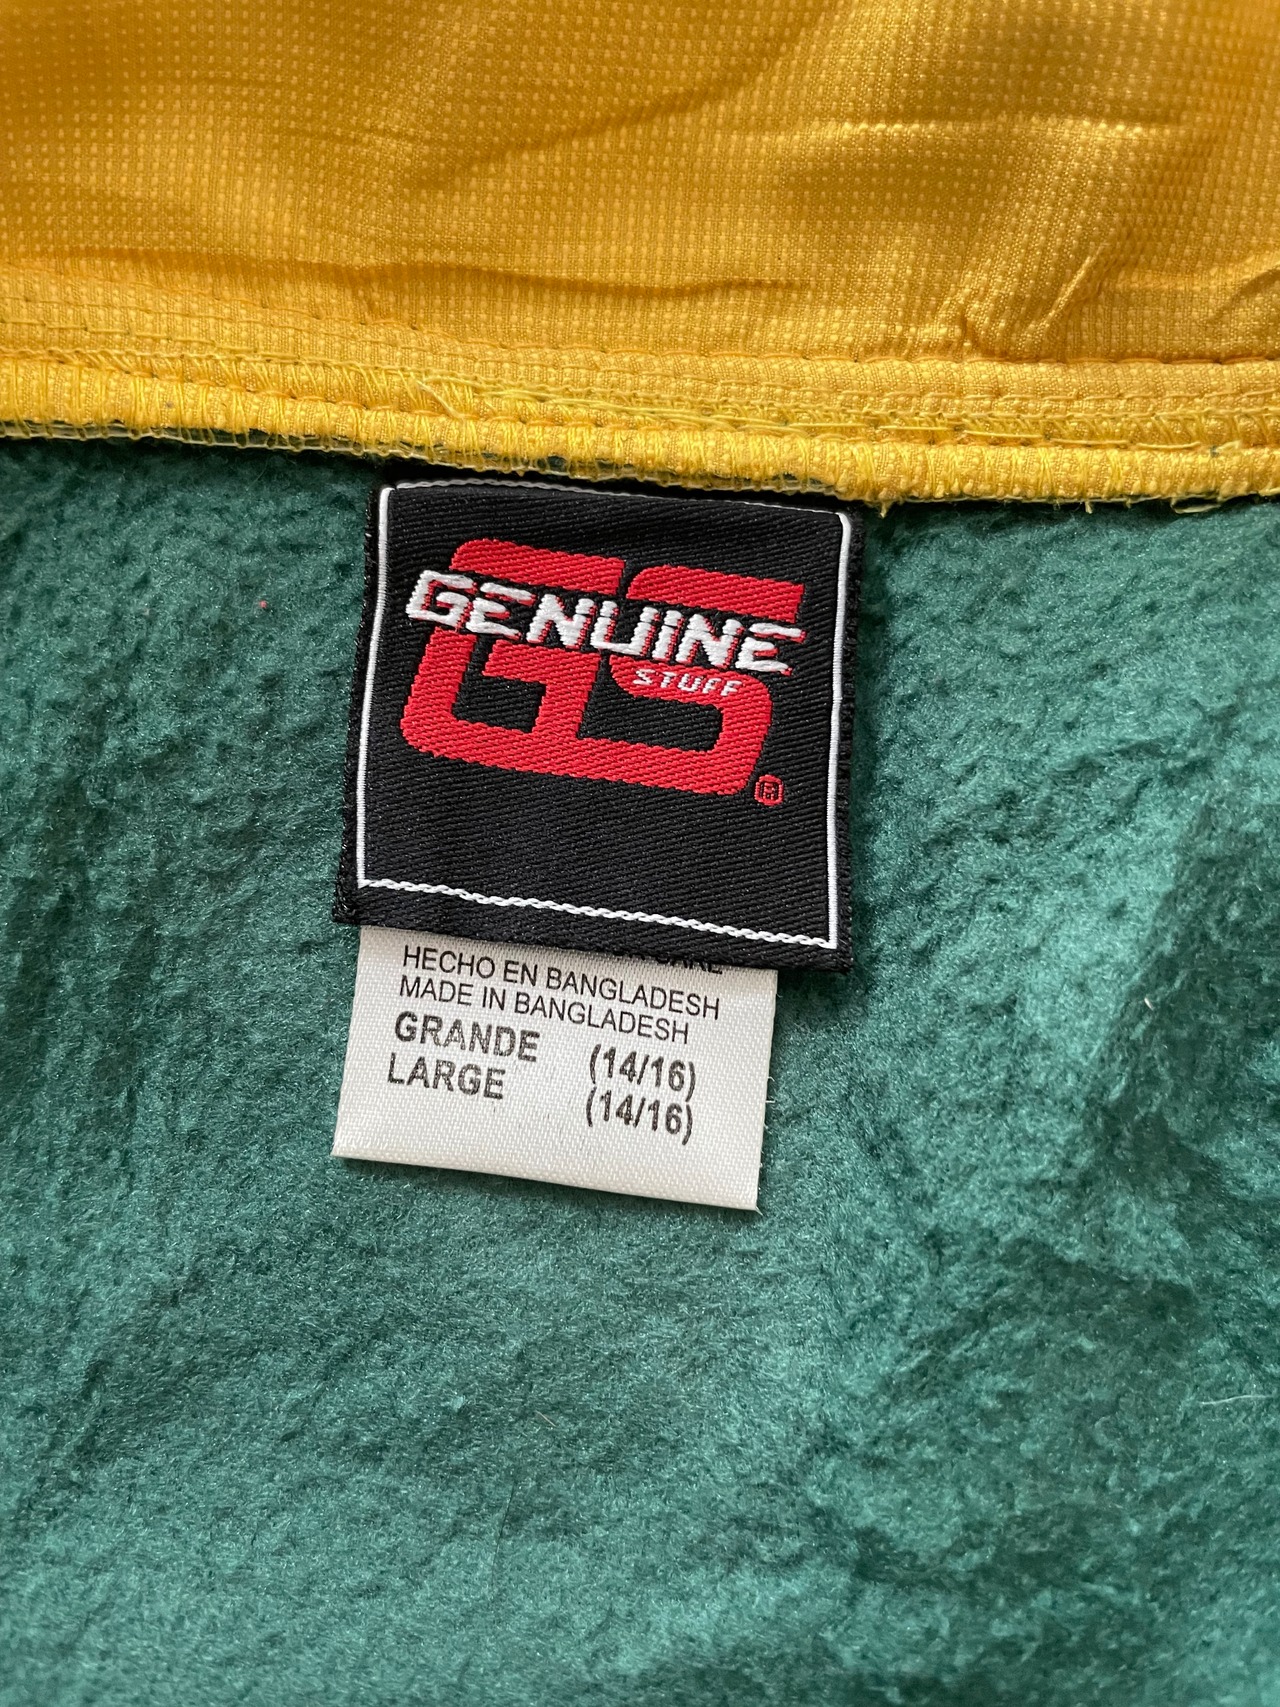 GENUINE
STUFF
GS
®
HECHO EN BANGLADESH
MADE IN BANGLADESH
GRANDE (14/16)
LARGE (14/16)